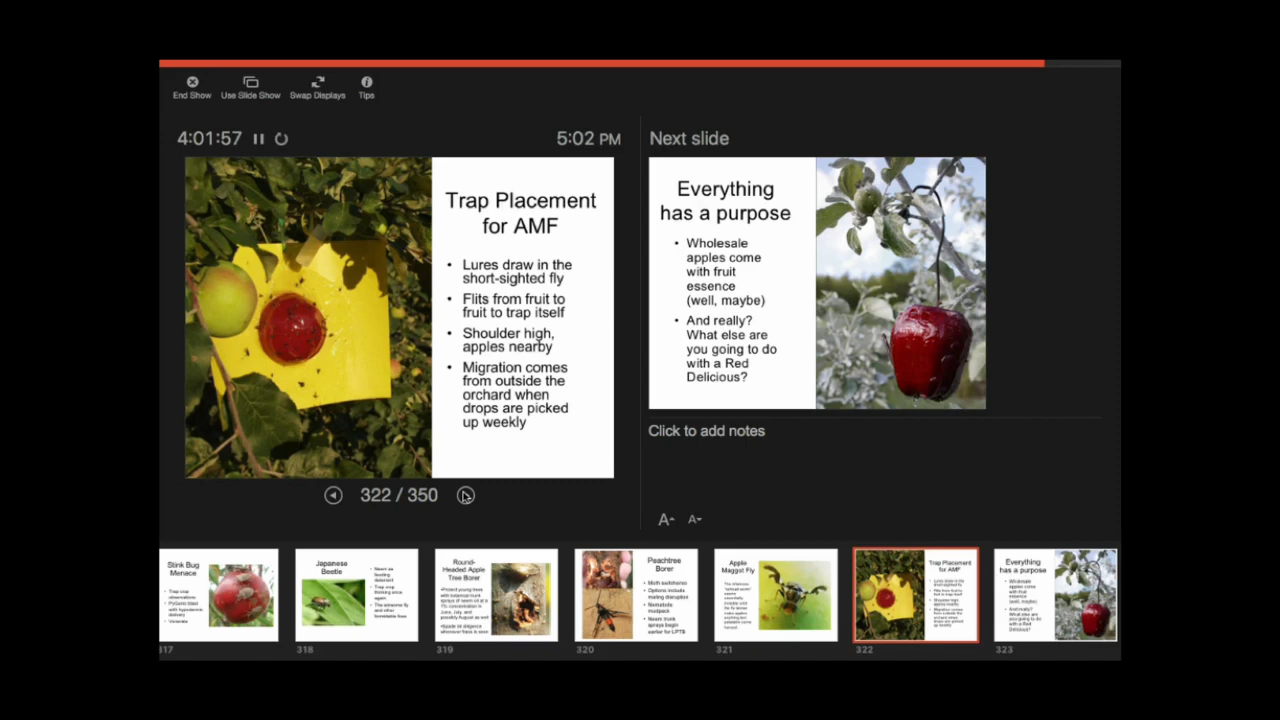 End Show
Use Slide Show
Swap Displays
Tips
4:01:57
5:02 PM
Next slide
Trap Placement
for AMF
• Lures draw in the
short-sighted fly
• Flits from fruit to
fruit to trap itself
• Shoulder high,
apples nearby
• Migration comes
from outside the
orchard when
drops are picked
up weekly
Everything
has a purpose
• Wholesale
apples come
with fruit
essence
(well, maybe)
• And really?
What else are
you going to do
with a Red
Delicious?
322 / 350
Click to add notes
A
A
Stink Bug
Menace
Japanese
Beetle
Round-
Headed Apple
Tree Borer
Peachtree
Borer
Apple
Maggot Fly
Trap Placement
for AMF
Everything
has a purpose
317
318
319
320
321
322
323